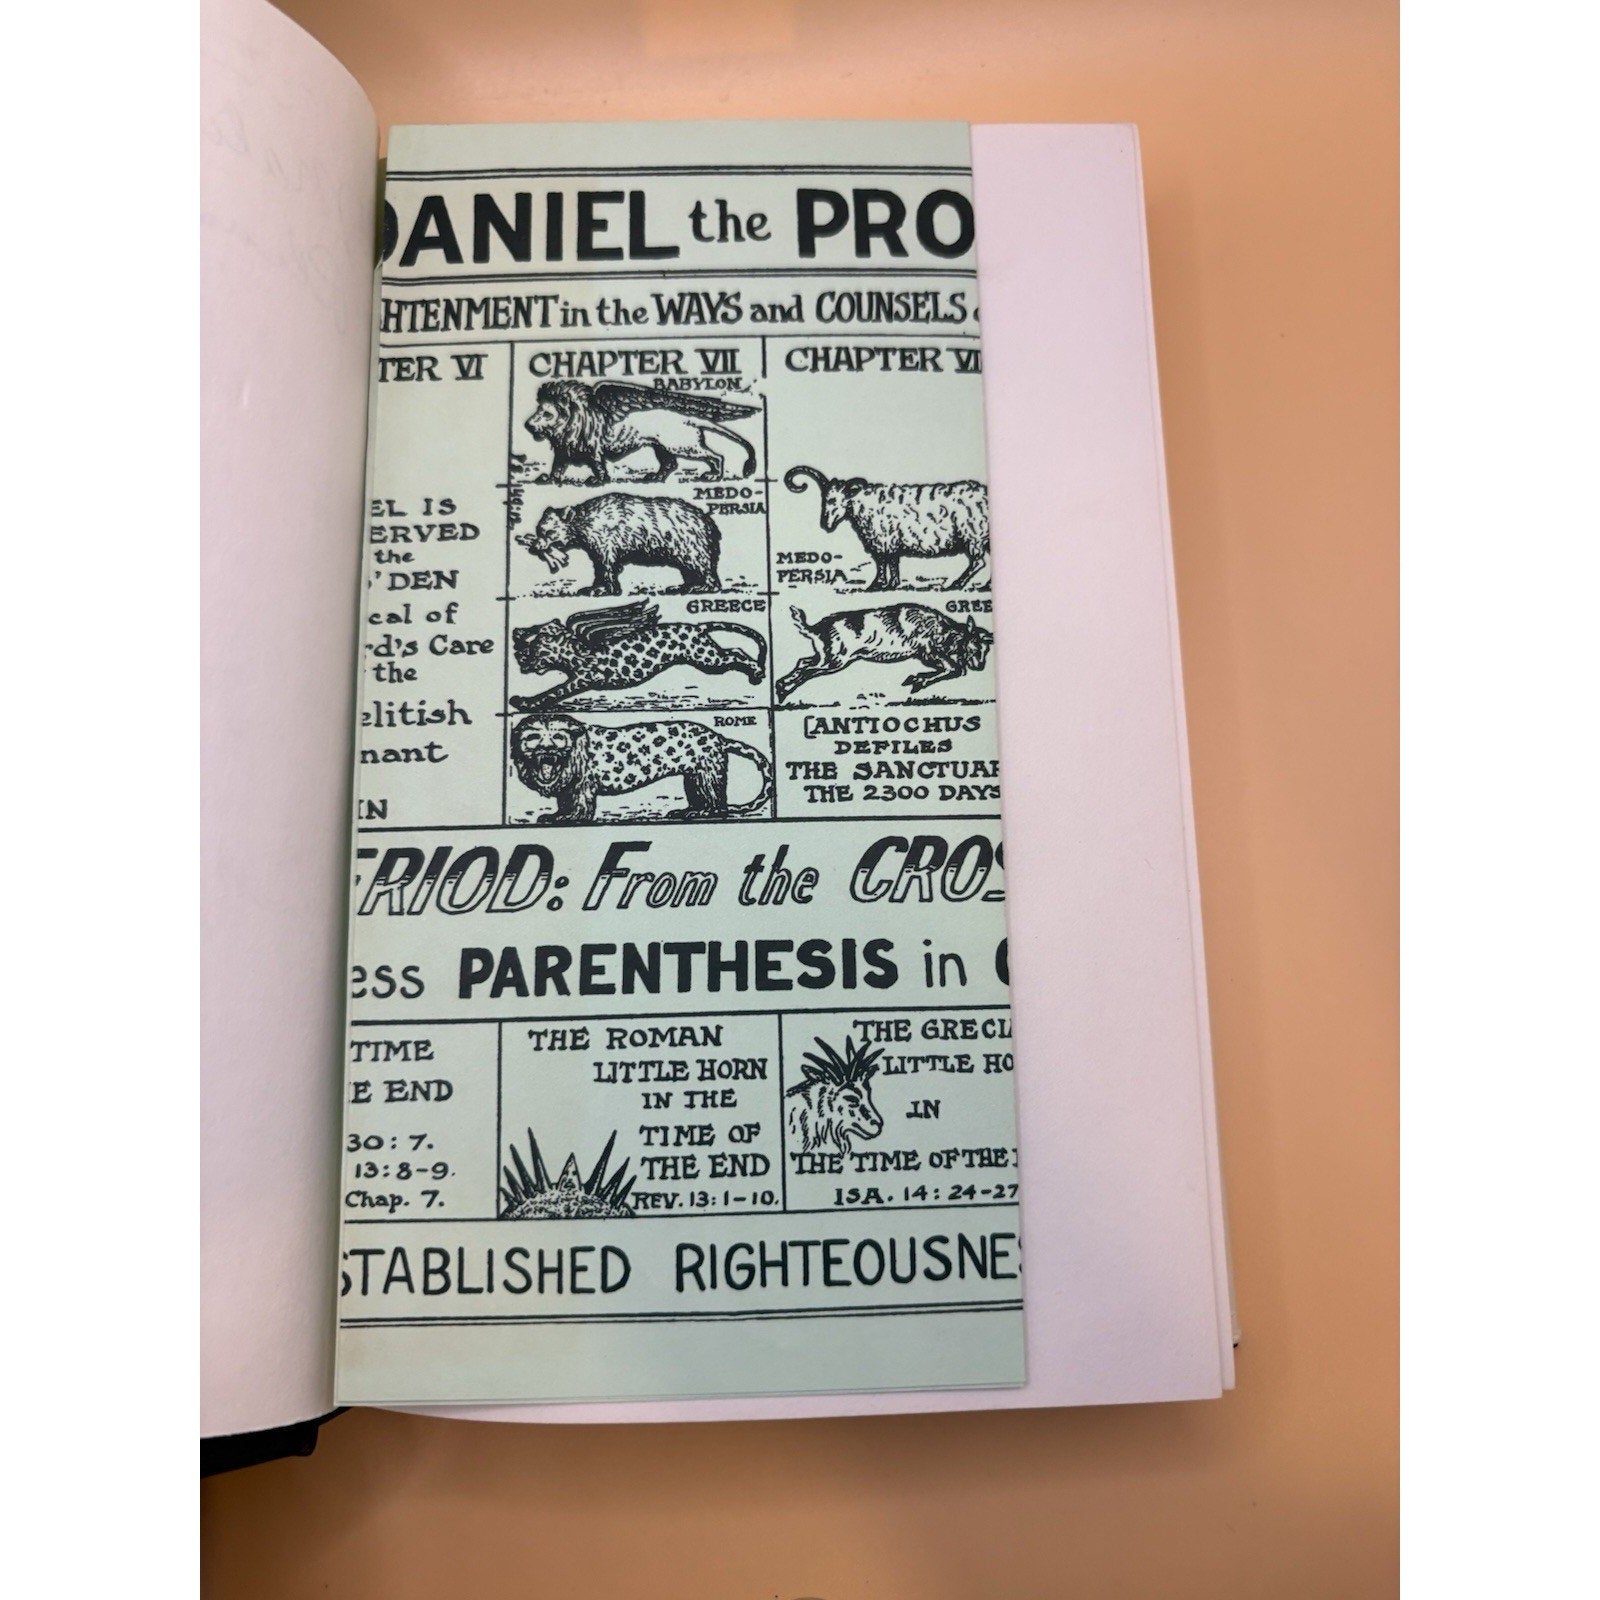 DANIEL the PRO
HTENMENT in the WAYS and COUNSELS
TER VI
EL IS
ERVED
the
' DEN
cal of
rd's Care
the
elitish
nant
IN
CHAPTER VII
BABYLON
MEDO-
PERSIA
GREECE
ROME
CHAPTER VI
MEDO-
PERSIA
GREE
[ANTIOCHUS
DEFILES
THE SANCTUAR
THE 2300 DAYS
ERIOD: From the CROS
ess PARENTHESIS in
TIME
E END
30: 7.
13:8-9.
Chap. 7.
THE ROMAN
LITTLE HORN
IN THE
TIME OF
THE END
REV. 13:1-10.
THE GRECIA
LITTLE HO
IN
THE TIME OF THE
ISA. 14: 24-27
STABLISHED RIGHTEOUSNES